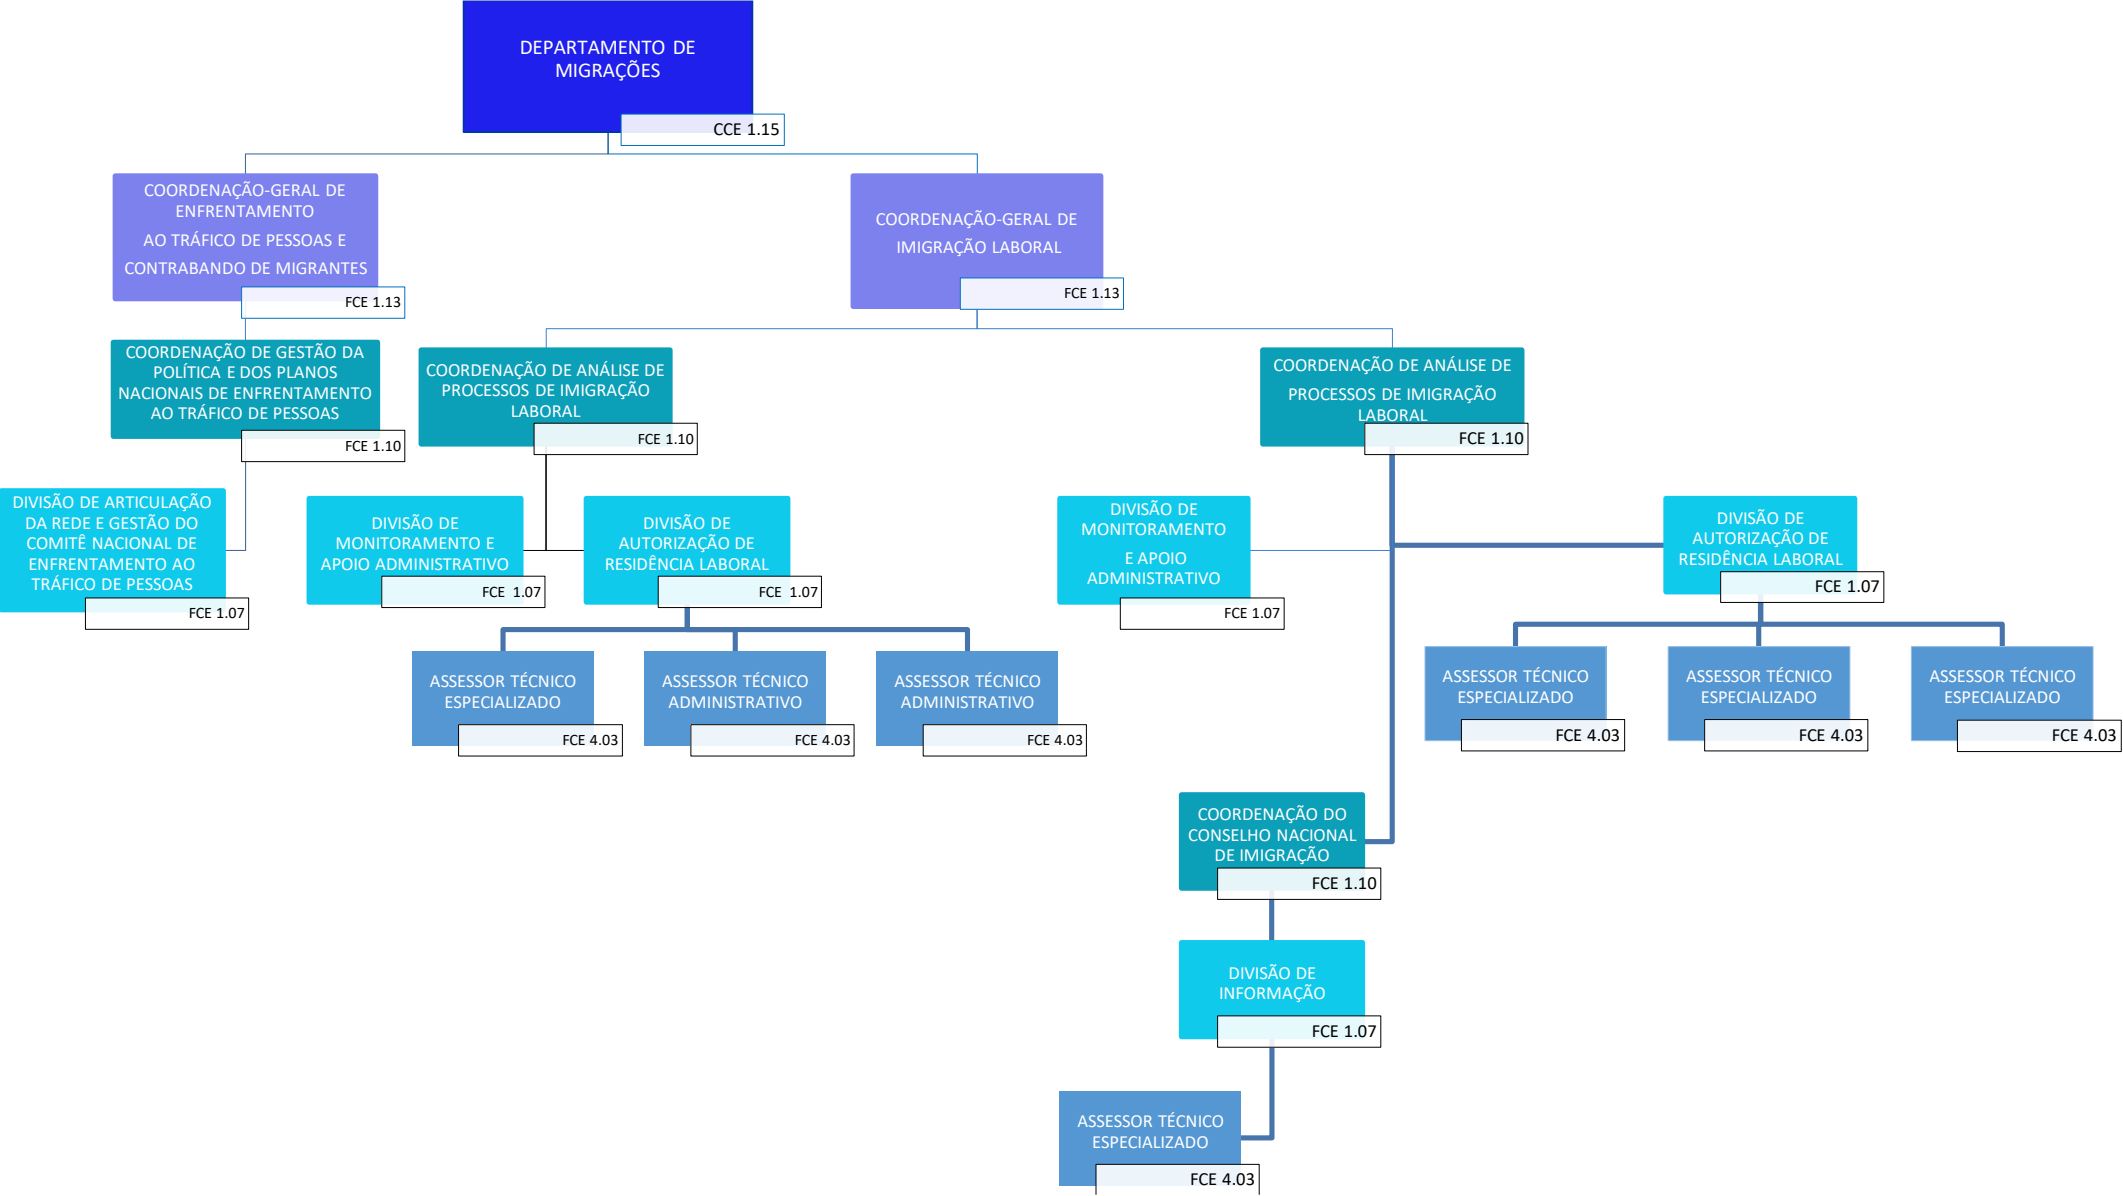 DEPARTAMENTO DE
MIGRAÇÕES
CCE 1.15
COORDENAÇÃO-GERAL DE
ENFRENTAMENTO
AO TRÁFICO DE PESSOAS E
CONTRABANDO DE MIGRANTES
FCE 1.13
COORDENAÇÃO-GERAL DE
IMIGRAÇÃO LABORAL
FCE 1.13
COORDENAÇÃO DE GESTÃO DA
POLÍTICA E DOS PLANOS
NACIONAIS DE ENFRENTAMENTO
AO TRÁFICO DE PESSOAS
FCE 1.10
COORDENAÇÃO DE ANÁLISE DE
PROCESSOS DE IMIGRAÇÃO
LABORAL
FCE 1.10
COORDENAÇÃO DE ANÁLISE DE
PROCESSOS DE IMIGRAÇÃO
LABORAL
FCE 1.10
DIVISÃO DE ARTICULAÇÃO
DA REDE E GESTÃO DO
COMITÊ NACIONAL DE
ENFRENTAMENTO AO
TRÁFICO DE PESSOAS
FCE 1.07
DIVISÃO DE
MONITORAMENTO E
APOIO ADMINISTRATIVO
FCE 1.07
DIVISÃO DE
AUTORIZAÇÃO DE
RESIDÊNCIA LABORAL
FCE 1.07
DIVISÃO DE
MONITORAMENTO
E APOIO
ADMINISTRATIVO
FCE 1.07
DIVISÃO DE
AUTORIZAÇÃO DE
RESIDÊNCIA LABORAL
FCE 1.07
ASSESSOR TÉCNICO
ESPECIALIZADO
FCE 4.03
ASSESSOR TÉCNICO
ADMINISTRATIVO
FCE 4.03
ASSESSOR TÉCNICO
ADMINISTRATIVO
FCE 4.03
ASSESSOR TÉCNICO
ESPECIALIZADO
FCE 4.03
ASSESSOR TÉCNICO
ESPECIALIZADO
FCE 4.03
ASSESSOR TÉCNICO
ESPECIALIZADO
FCE 4.03
COORDENAÇÃO DO
CONSELHO NACIONAL
DE IMIGRAÇÃO
FCE 1.10
DIVISÃO DE
INFORMAÇÃO
FCE 1.07
ASSESSOR TÉCNICO
ESPECIALIZADO
FCE 4.03